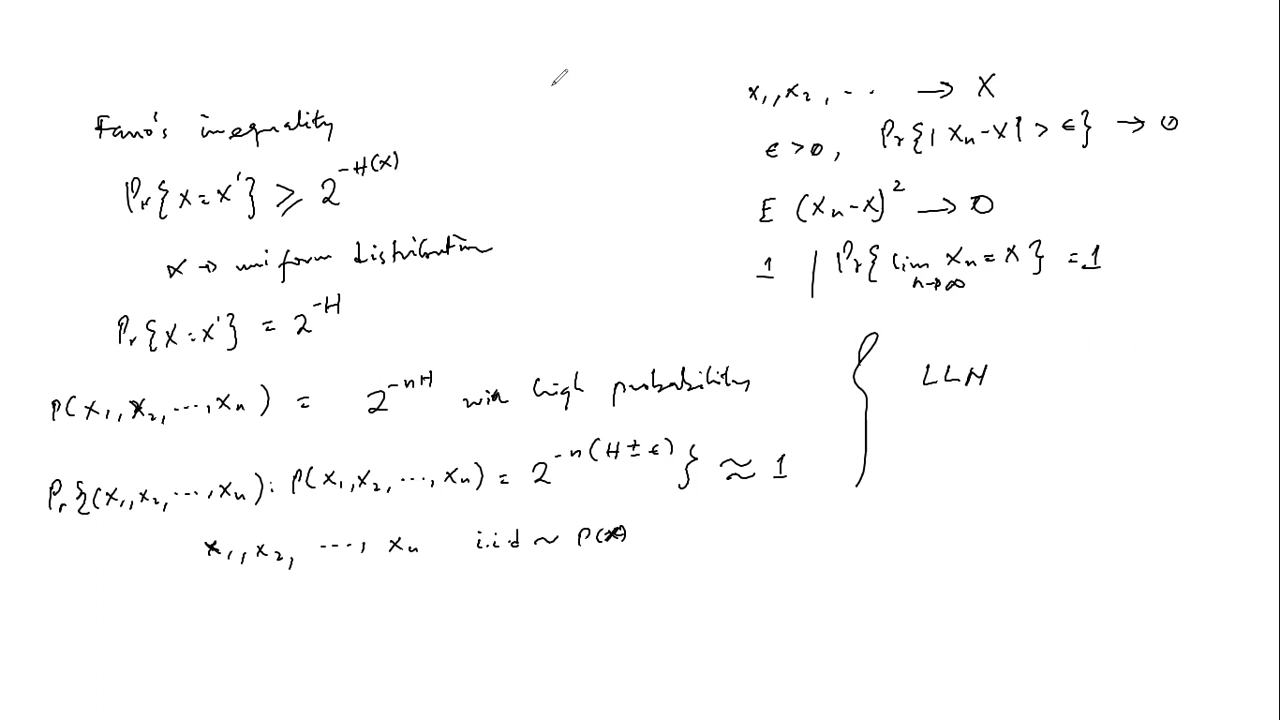 Fano's inequality
Pr{X = X'} ≥ 2^{-H(X)}
X → uniform distribution
Pr{X = X'} = 2^{-H}
P(X₁, X₂, ..., Xₙ) = 2^{-nH} with high probability
Pr{(X₁, X₂, ..., Xₙ): P(X₁, X₂, ..., Xₙ) = 2^{-n(H ± ε)}} ≈ 1
X₁, X₂, ..., Xₙ i.i.d ~ P(X)
X₁, X₂, ... → X
ε > 0, Pr{|Xₙ - X| > ε} → 0
E (Xₙ - X)² → 0
1 | Pr{lim_{n→∞} Xₙ = X} = 1
LLN